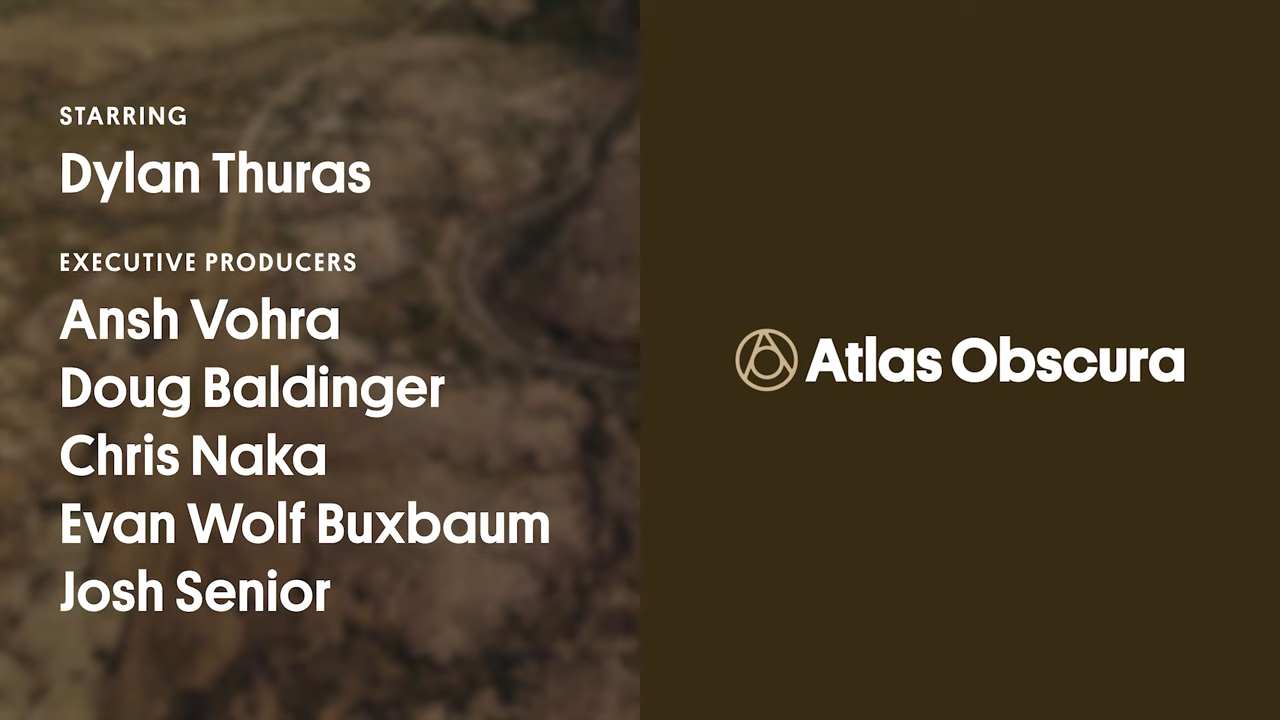 STARRING
Dylan Thuras
EXECUTIVE PRODUCERS
Ansh Vohra
Doug Baldinger
Chris Naka
Evan Wolf Buxbaum
Josh Senior
Atlas Obscura